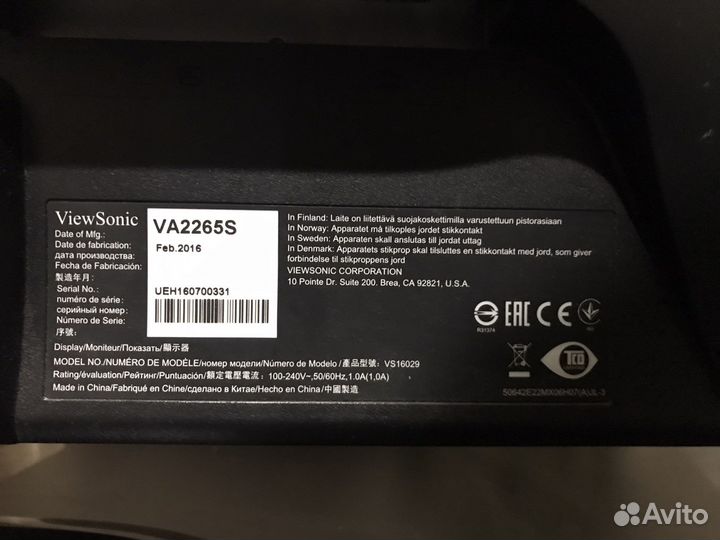 ViewSonic
Date of Mfg.:
Date de fabrication:
дата производства:
Fecha de Fabricación:
製造年月:
Serial No.:
numéro de série:
серийный номер:
Número de Serie:
序號:
VA2265S
Feb.2016
UEH160700331
In Finland: Laite on liitettävä suojakoskettimilla varustettuun pistorasiaan
In Norway: Apparaten må tilkoples jordet stikkontakt
In Sweden: Apparaten skall anslutas till jordat uttag
In Denmark: Apparatets stikprop skal tilsluttes en stikkontakt med jord, som giver
forbindelse til stikproppens jord
VIEWSONIC CORPORATION
10 Pointe Dr. Suite 200. Brea, CA 92821, U.S.A.
R31374
EAC CE
TCO
Display/Moniteur/Показать/顯示器
MODEL NO./NUMÉRO DE MODÈLE/номер модели/Número de Modelo/產品型號: VS16029
Rating/évaluation/Рейтинг/Puntuación/額定電壓電流: 100-240V~,50/60Hz,1.0A(1,0A)
Made in China/Fabriqué en Chine/сделано в Китае/Hecho en China/中國製造
50642E22MX06H07(A)UL-3
Avito